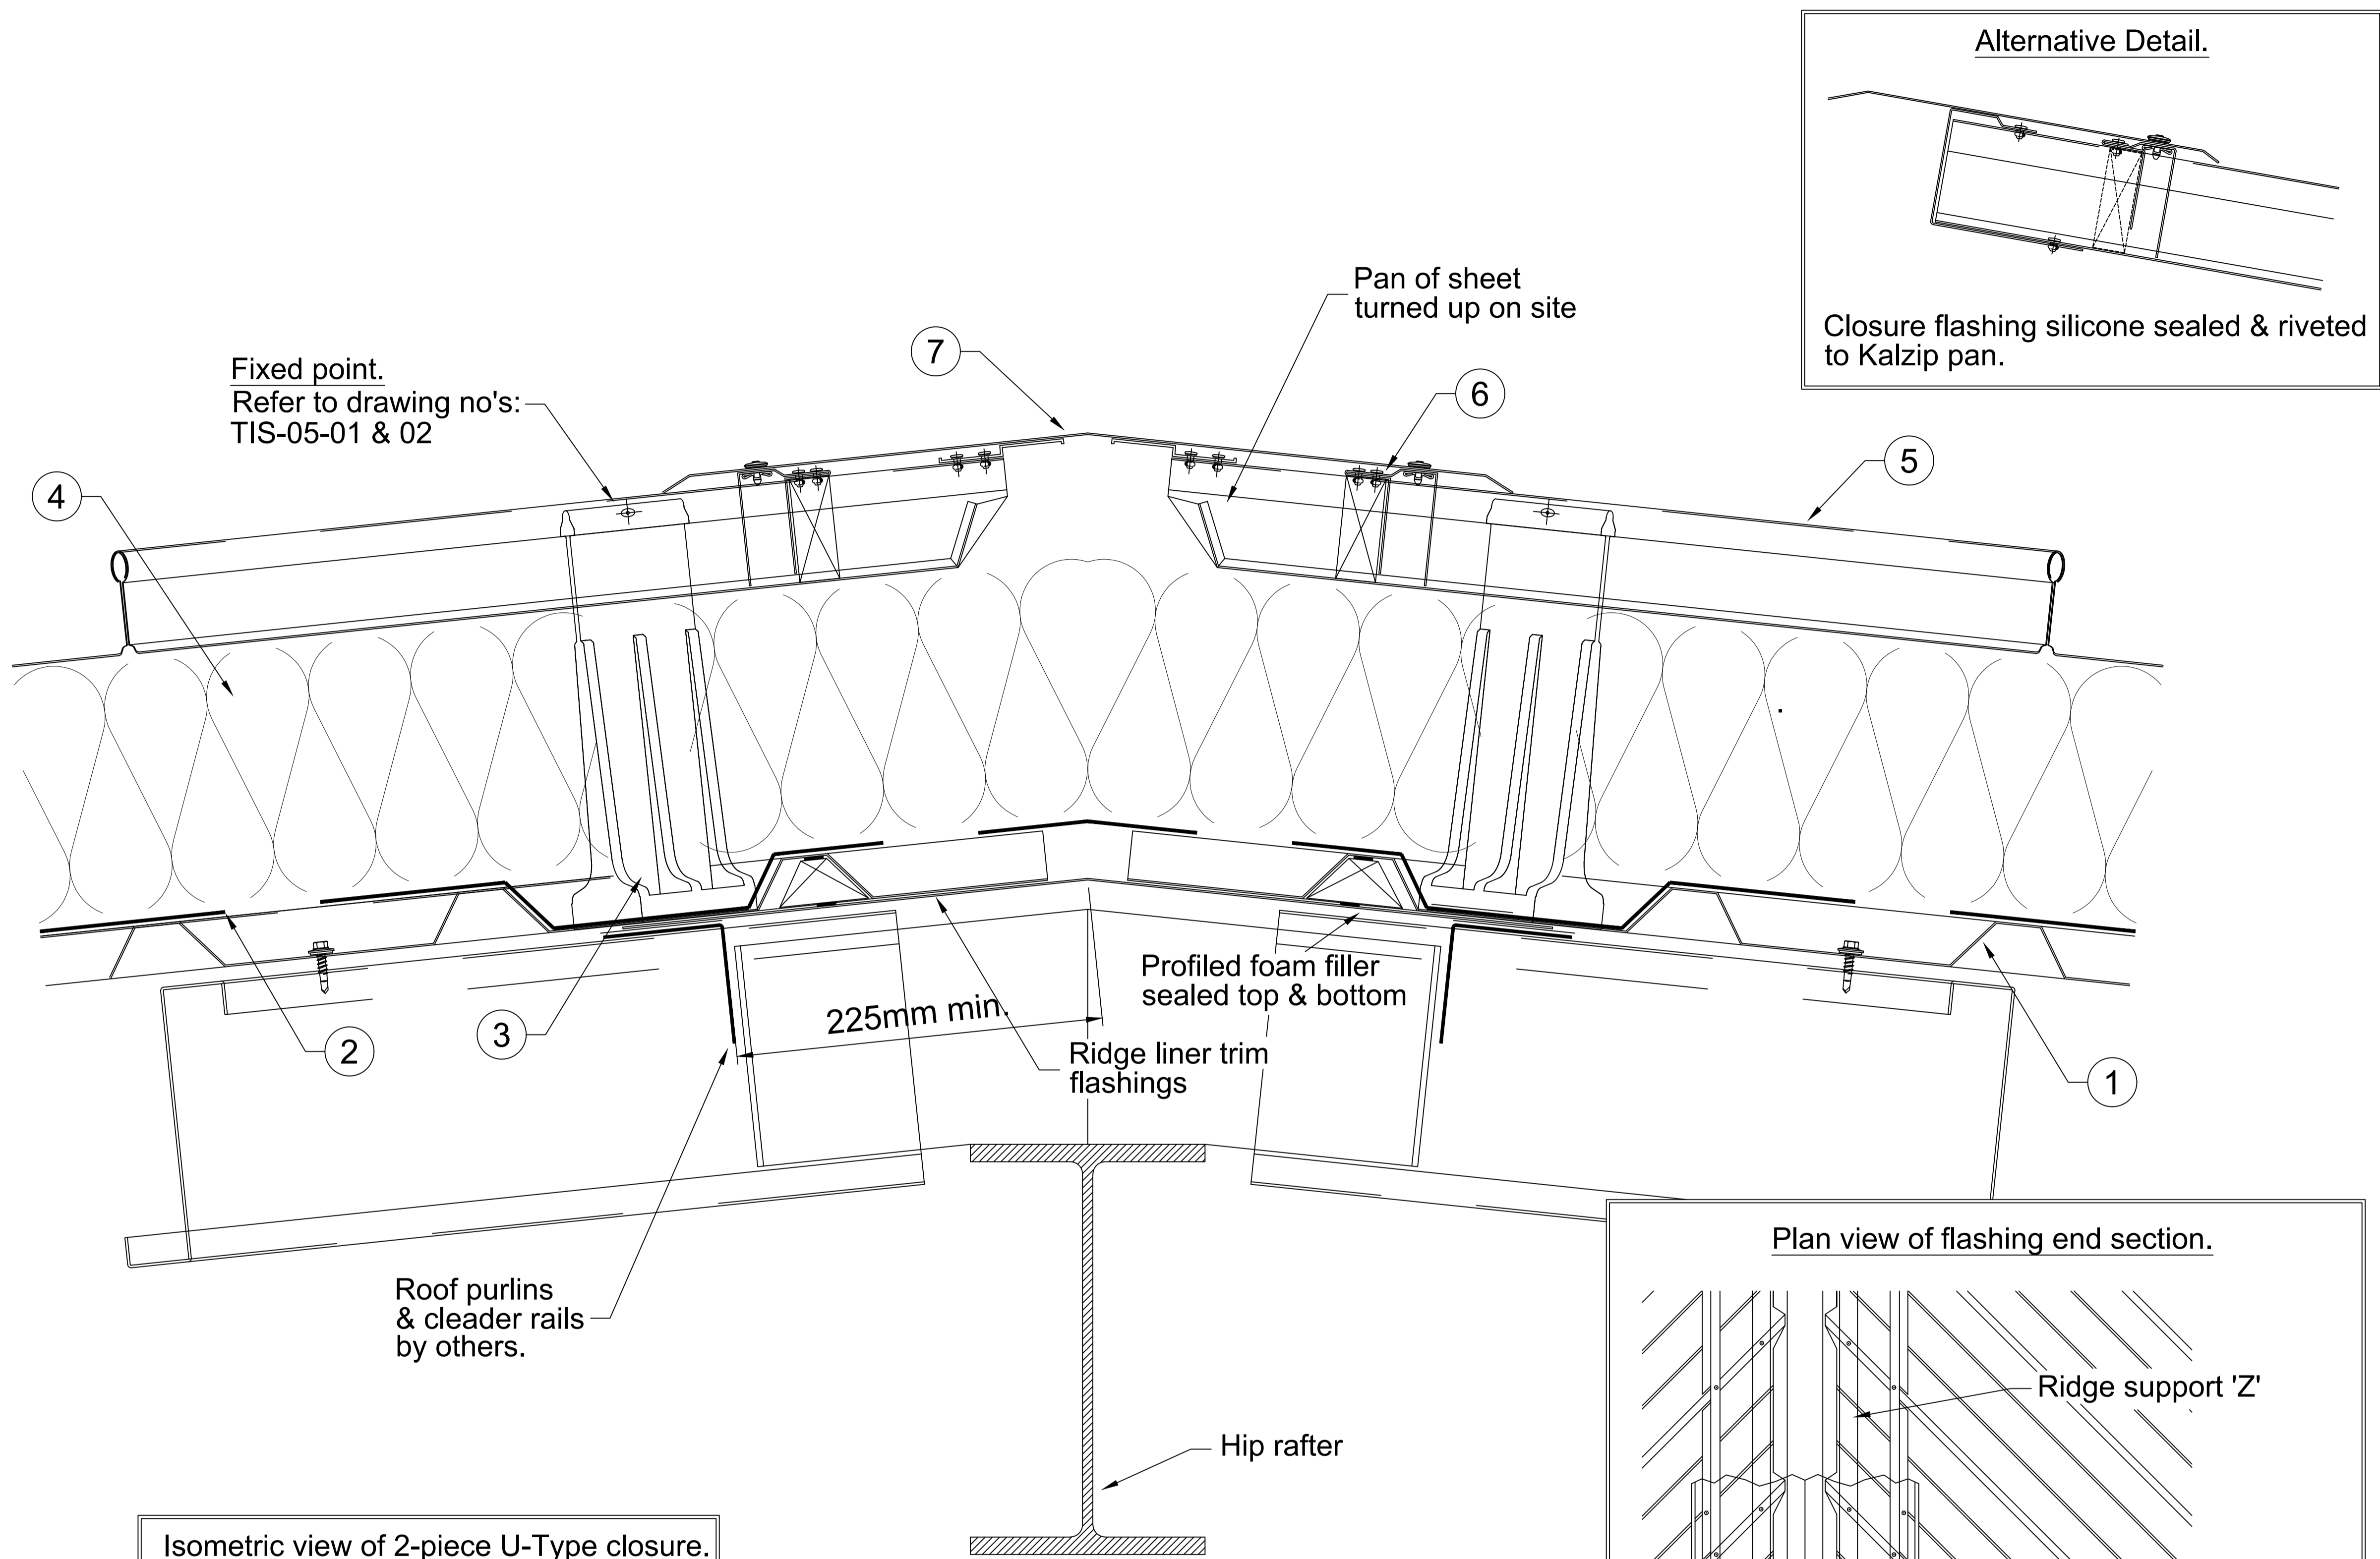 Alternative Detail.
Closure flashing silicone sealed & riveted
to Kalzip pan.
Pan of sheet
turned up on site
Fixed point.
Refer to drawing no's:
TIS-05-01 & 02
7
6
5
4
Profiled foam filler
sealed top & bottom
225mm min.
Ridge liner trim
flashings
3
2
1
Roof purlins
& cleader rails
by others.
Hip rafter
Plan view of flashing end section.
Ridge support 'Z'
Isometric view of 2-piece U-Type closure.